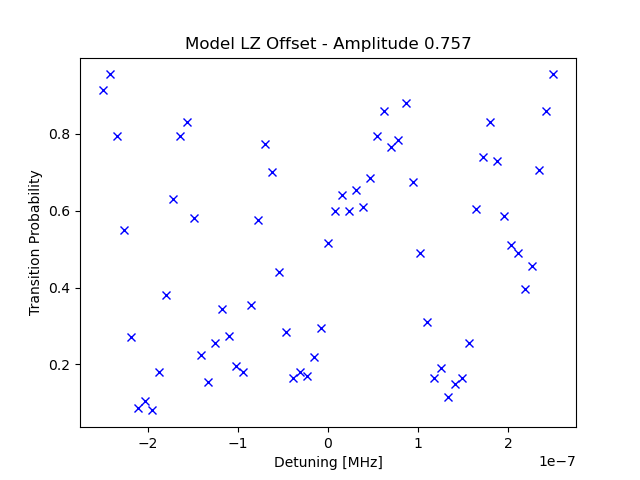 Model LZ Offset - Amplitude 0.757
Transition Probability
0.8
0.6
0.4
0.2
−2
−1
0
1
2
1e−7
Detuning [MHz]